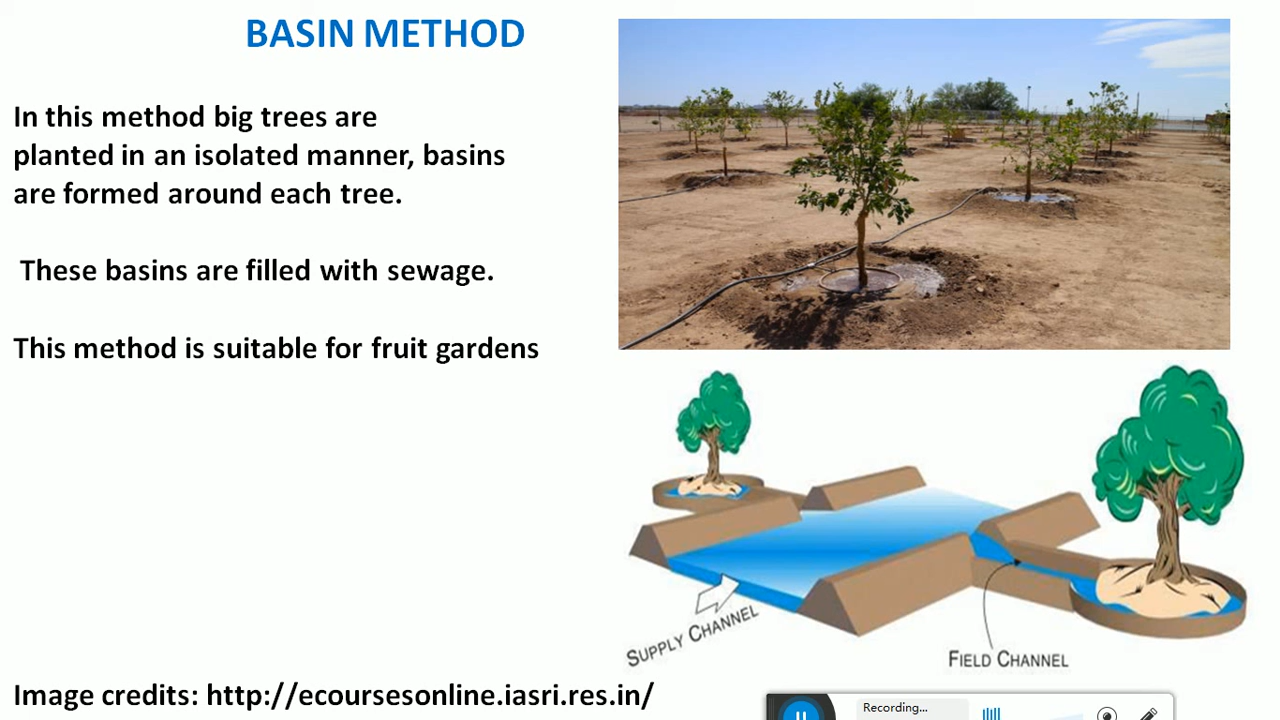 BASIN METHOD
In this method big trees are
planted in an isolated manner, basins
are formed around each tree.
These basins are filled with sewage.
This method is suitable for fruit gardens
SUPPLY CHANNEL
FIELD CHANNEL
Image credits: http://ecoursesonline.iasri.res.in/
Recording...